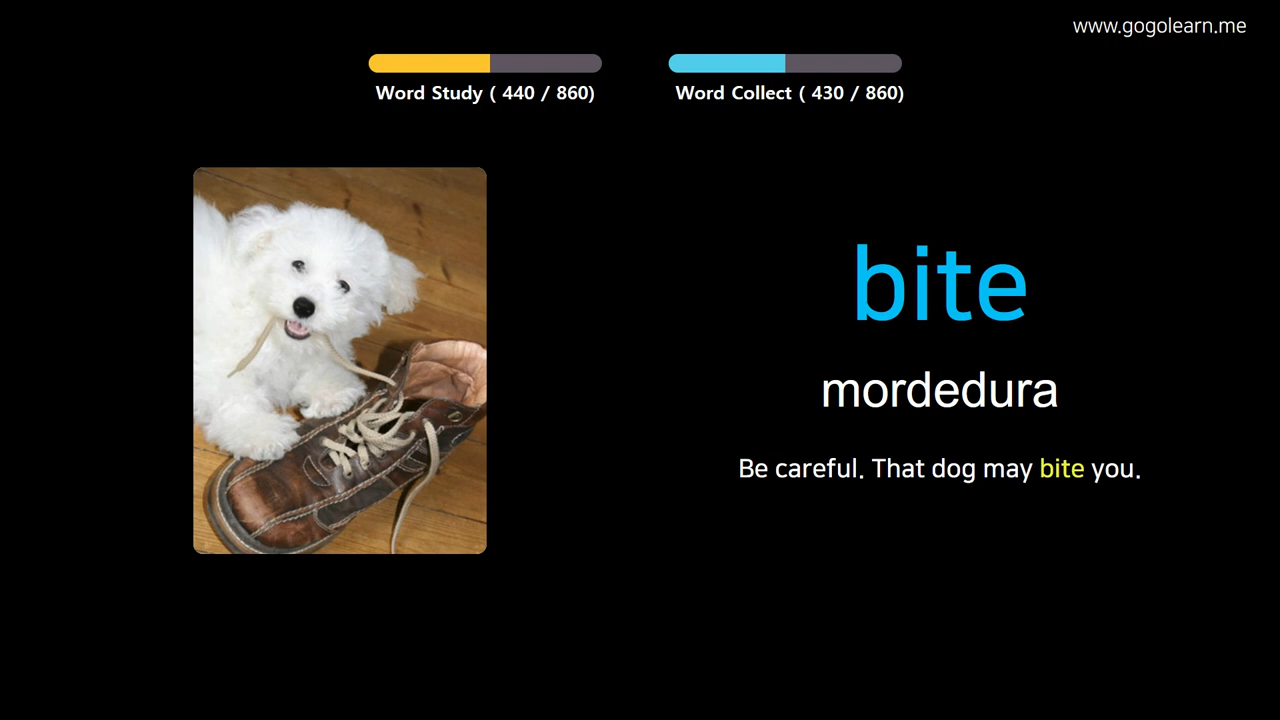 www.gogolearn.me
Word Study ( 440 / 860)
Word Collect ( 430 / 860)
bite
mordedura
Be careful. That dog may bite you.